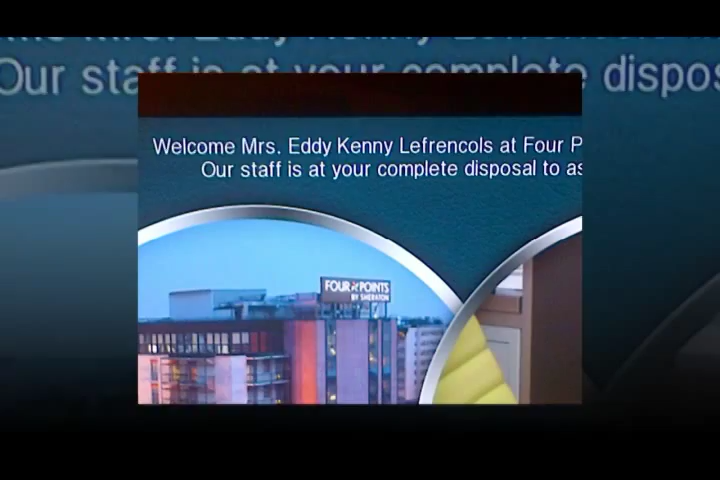 Welcome Mrs. Eddy Kenny Lefrencols at Four P
Our staff is at your complete disposal to as
FOUR POINTS
BY SHERATON
Our staff is at your complete dispos